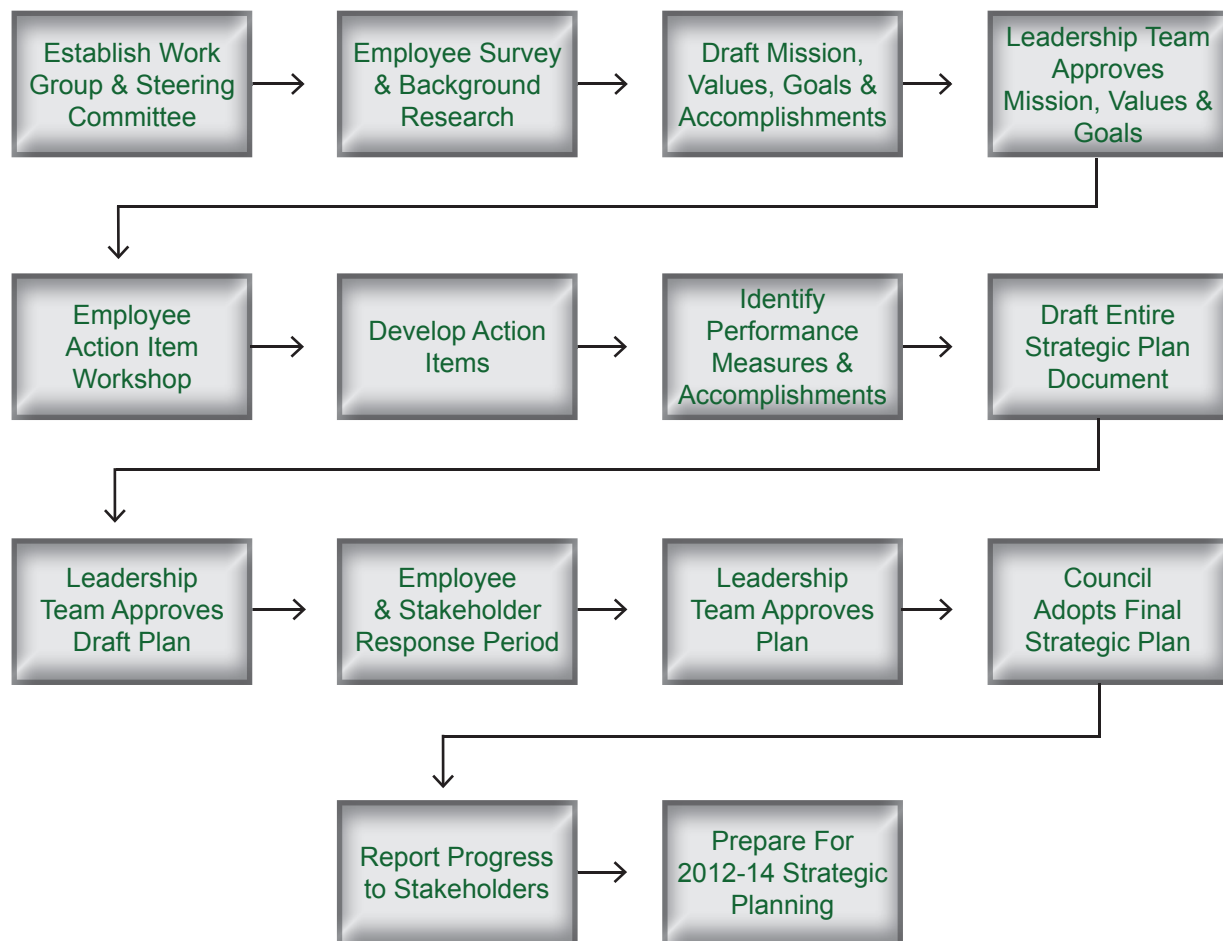 Establish Work
Group & Steering
Committee
Employee Survey
& Background
Research
Draft Mission,
Values, Goals &
Accomplishments
Leadership Team
Approves
Mission, Values &
Goals
Employee
Action Item
Workshop
Develop Action
Items
Identify
Performance
Measures &
Accomplishments
Draft Entire
Strategic Plan
Document
Leadership
Team Approves
Draft Plan
Employee
& Stakeholder
Response Period
Leadership
Team Approves
Plan
Council
Adopts Final
Strategic Plan
Report Progress
to Stakeholders
Prepare For
2012-14 Strategic
Planning